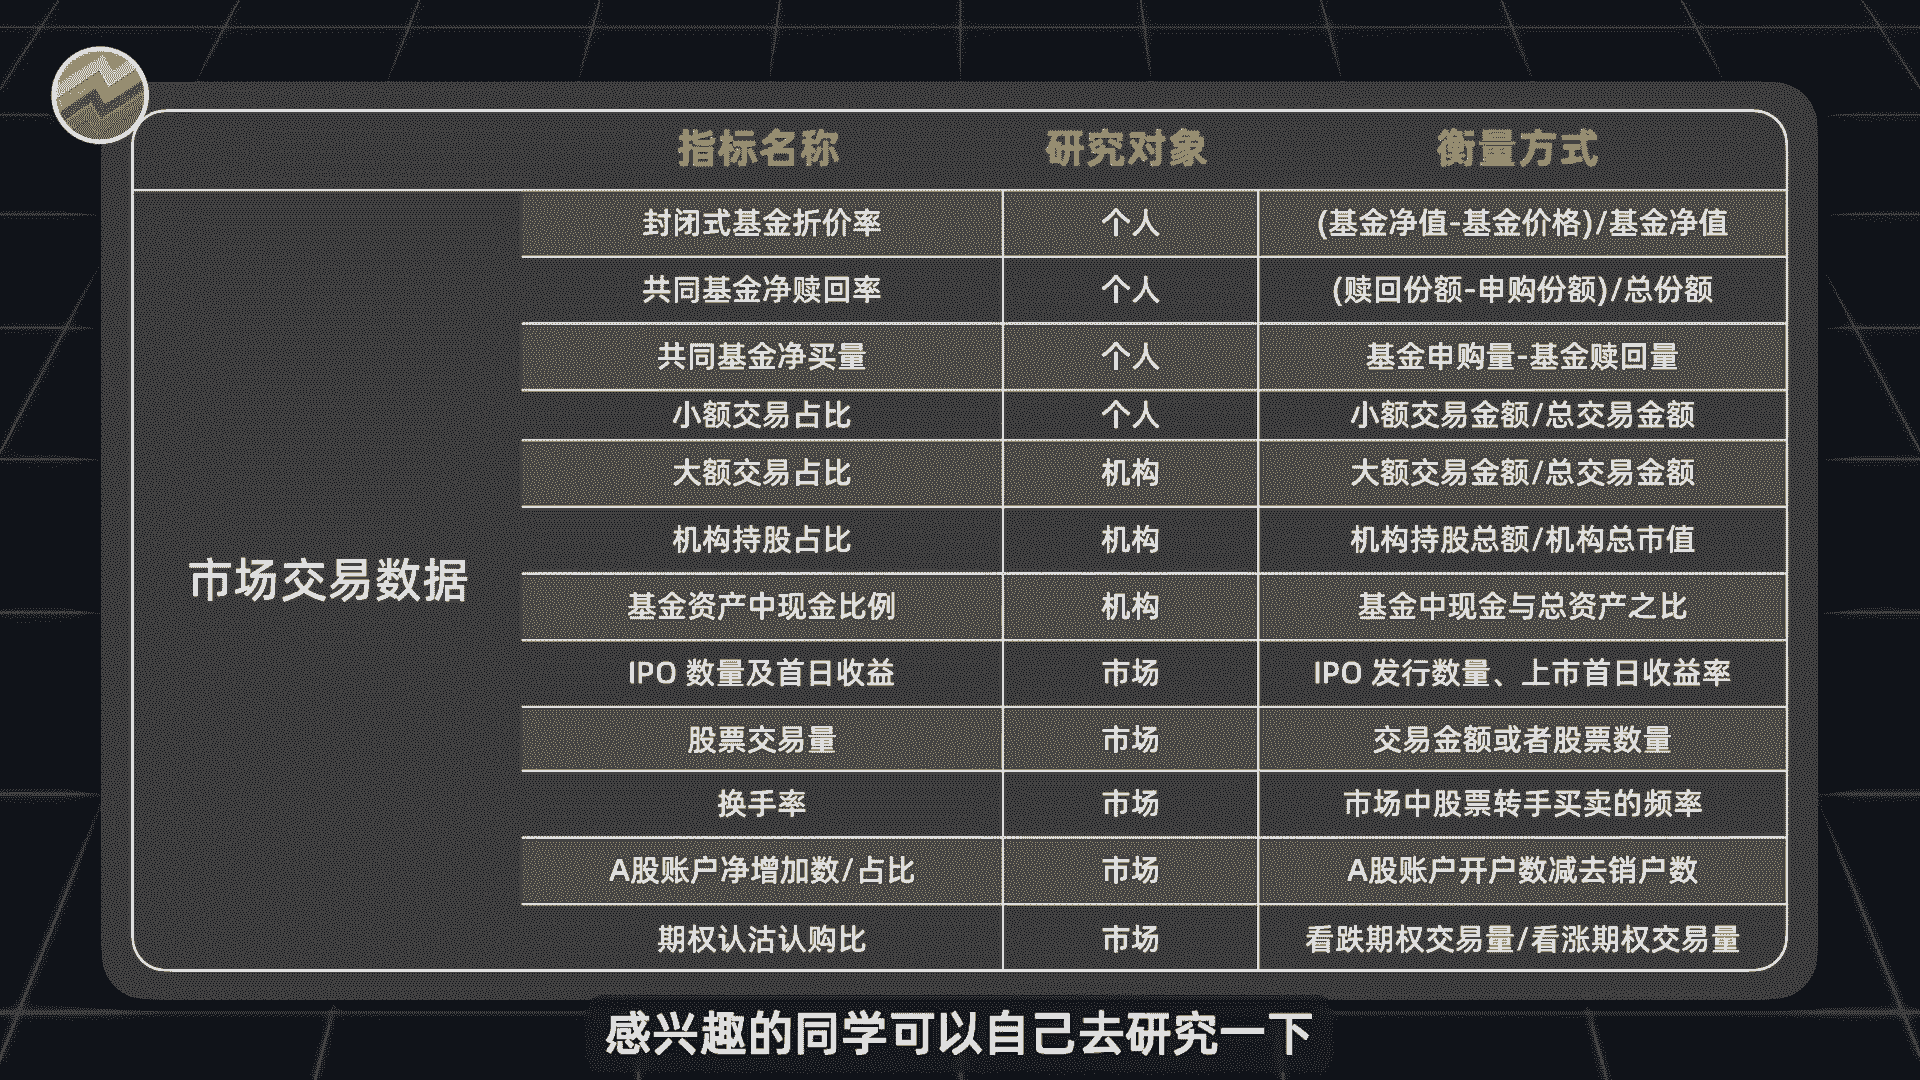 指标名称 研究对象 衡量方式
封闭式基金折价率 个人 (基金净值-基金价格)/基金净值
共同基金净赎回率 个人 (赎回份额-申购份额)/总份额
共同基金净买量 个人 基金申购量-基金赎回量
小额交易占比 个人 小额交易金额/总交易金额
大额交易占比 机构 大额交易金额/总交易金额
机构持股占比 机构 机构持股总额/机构总市值
市场交易数据
基金资产中现金比例 机构 基金中现金与总资产之比
IPO 数量及首日收益 市场 IPO 发行数量、上市首日收益率
股票交易量 市场 交易金额或者股票数量
换手率 市场 市场中股票转手买卖的频率
A股账户净增加数/占比 市场 A股账户开户数减去销户数
期权认沽认购比 市场 看跌期权交易量/看涨期权交易量
感兴趣的同学可以自己去研究一下